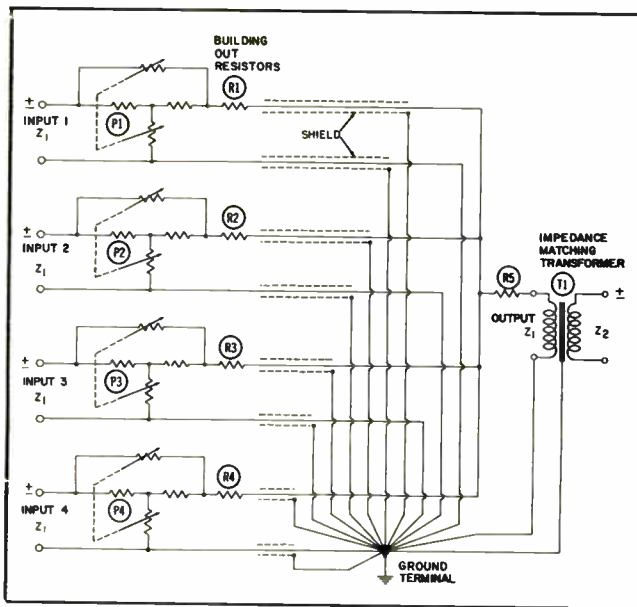 BUILDING
OUT
RESISTORS
R1
±
INPUT 1
Z1
P1
SHIELD
R2
±
INPUT 2
Z1
P2
IMPEDANCE
MATCHING
TRANSFORMER
R5
T1
±
OUTPUT
Z1
Z2
R3
±
INPUT 3
Z1
P3
R4
±
INPUT 4
Z1
P4
GROUND
TERMINAL